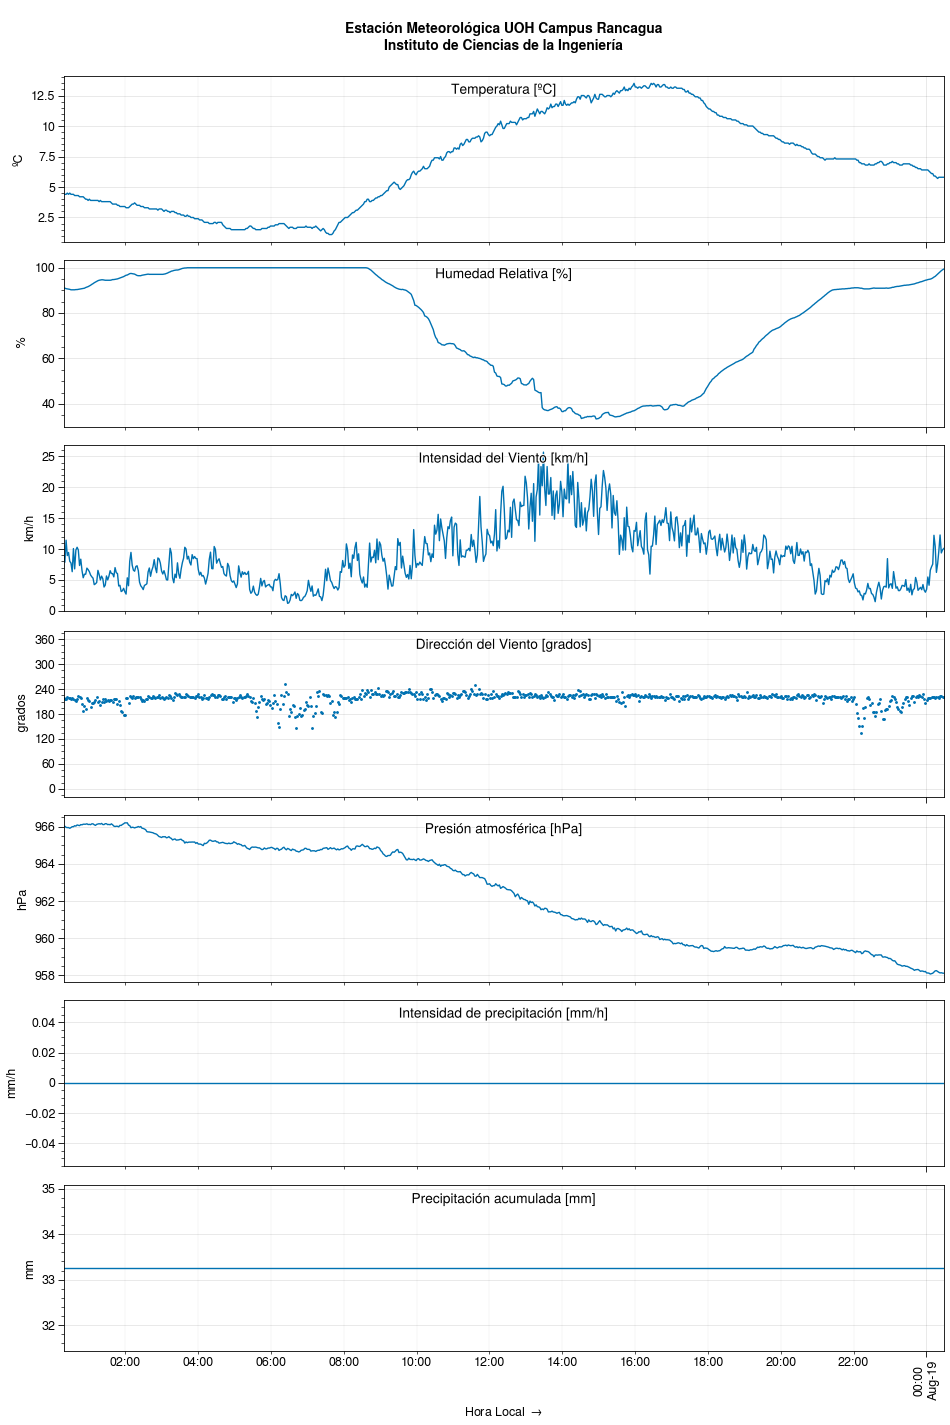 Estación Meteorológica UOH Campus Rancagua
Instituto de Ciencias de la Ingeniería
Temperatura [ºC]
12.5
10
7.5
5
2.5
ºC
Humedad Relativa [%]
100
80
60
40
%
Intensidad del Viento [km/h]
25
20
15
10
5
0
km/h
Dirección del Viento [grados]
360
300
240
180
120
60
0
grados
Presión atmosférica [hPa]
966
964
962
960
958
hPa
Intensidad de precipitación [mm/h]
0.04
0.02
0
−0.02
−0.04
mm/h
Precipitación acumulada [mm]
35
34
33
32
mm
02:00 04:00 06:00 08:00 10:00 12:00 14:00 16:00 18:00 20:00 22:00
00:00
Aug-19
Hora Local →